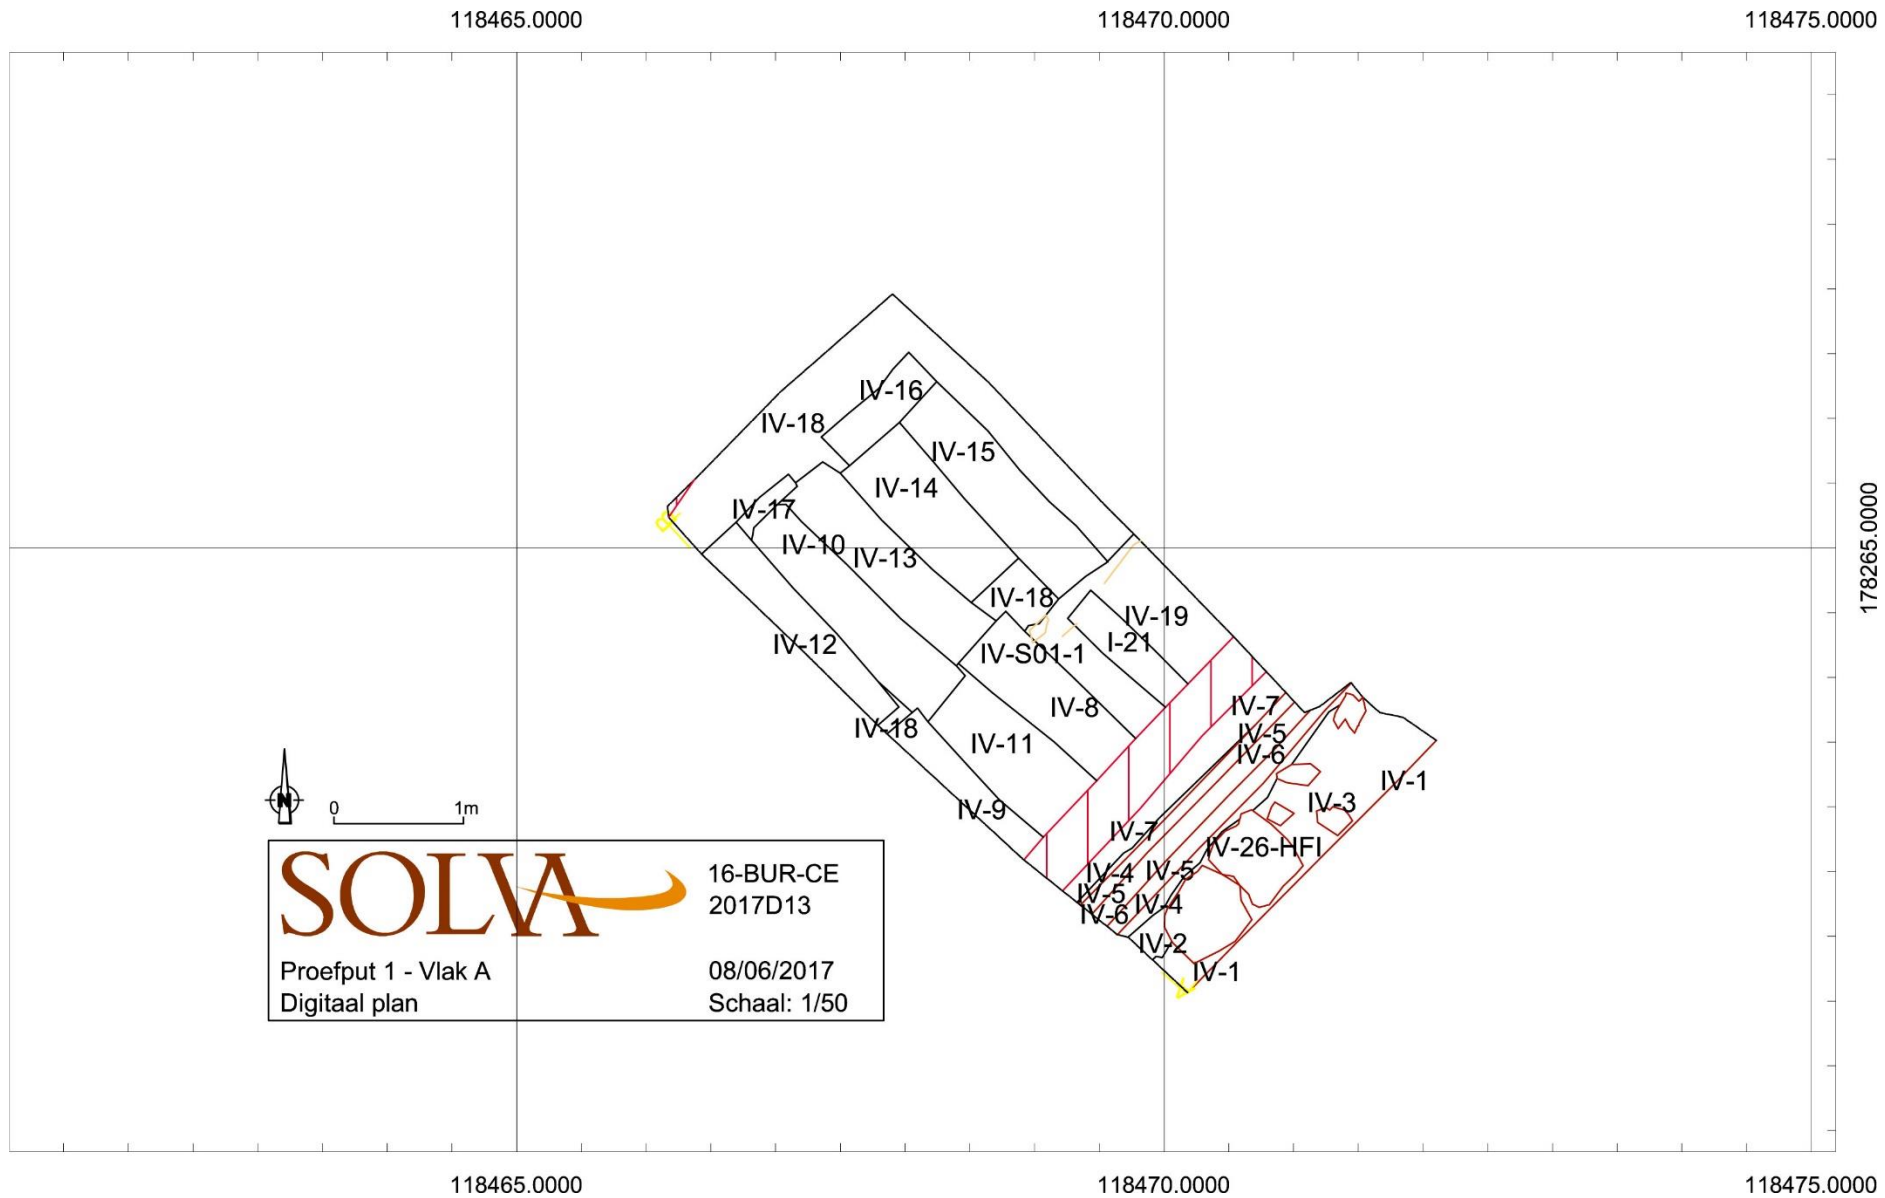 118465.0000
118470.0000
118475.0000
178265.0000
IV-16
IV-18
IV-15
IV-14
IV-17
IV-10
IV-13
IV-18
IV-19
I-21
IV-12
IV-S01-1
IV-8
IV-7
IV-18
IV-5
IV-11
IV-6
IV-1
IV-3
IV-9
IV-7
IV-26-HFI
IV-4
IV-5
IV-5
IV-4
IV-6
IV-2
IV-1
B
A
N
0
1m
SOLVA
16-BUR-CE
2017D13
Proefput 1 - Vlak A
08/06/2017
Digitaal plan
Schaal: 1/50
118465.0000
118470.0000
118475.0000